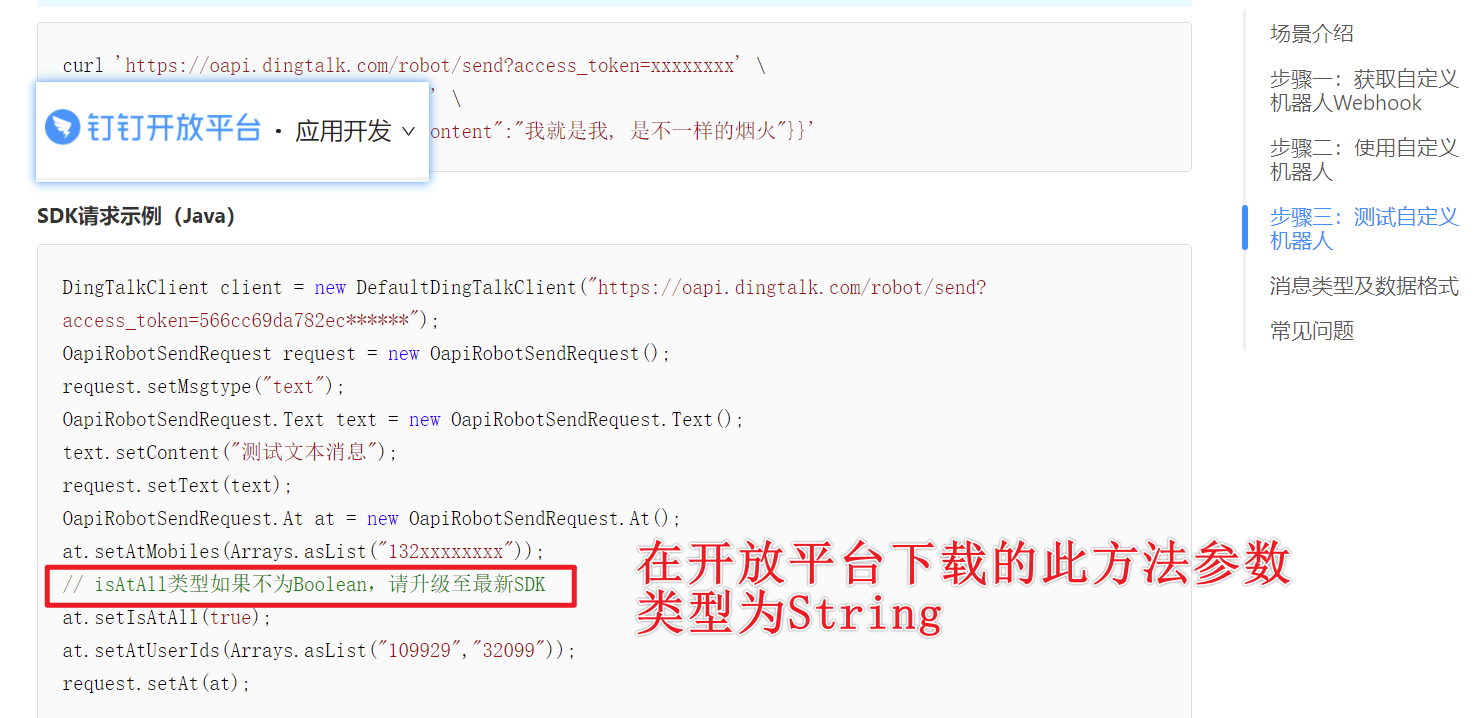 curl 'https://oapi.dingtalk.com/robot/send?access_token=xxxxxxxx' \
' \
钉钉开放平台 · 应用开发
ontent":"我就是我, 是不一样的烟火"}}'
SDK请求示例（Java）
DingTalkClient client = new DefaultDingTalkClient("https://oapi.dingtalk.com/robot/send?
access_token=566cc69da782ec******");
OapiRobotSendRequest request = new OapiRobotSendRequest();
request.setMsgtype("text");
OapiRobotSendRequest.Text text = new OapiRobotSendRequest.Text();
text.setContent("测试文本消息");
request.setText(text);
OapiRobotSendRequest.At at = new OapiRobotSendRequest.At();
at.setAtMobiles(Arrays.asList("132xxxxxxxx"));
// isAtAll类型如果不为Boolean，请升级至最新SDK
at.setIsAtAll(true);
at.setAtUserIds(Arrays.asList("109929","32099"));
request.setAt(at);
在开放平台下载的此方法参数
类型为String
场景介绍
步骤一：获取自定义
机器人Webhook
步骤二：使用自定义
机器人
步骤三：测试自定义
机器人
消息类型及数据格式
常见问题